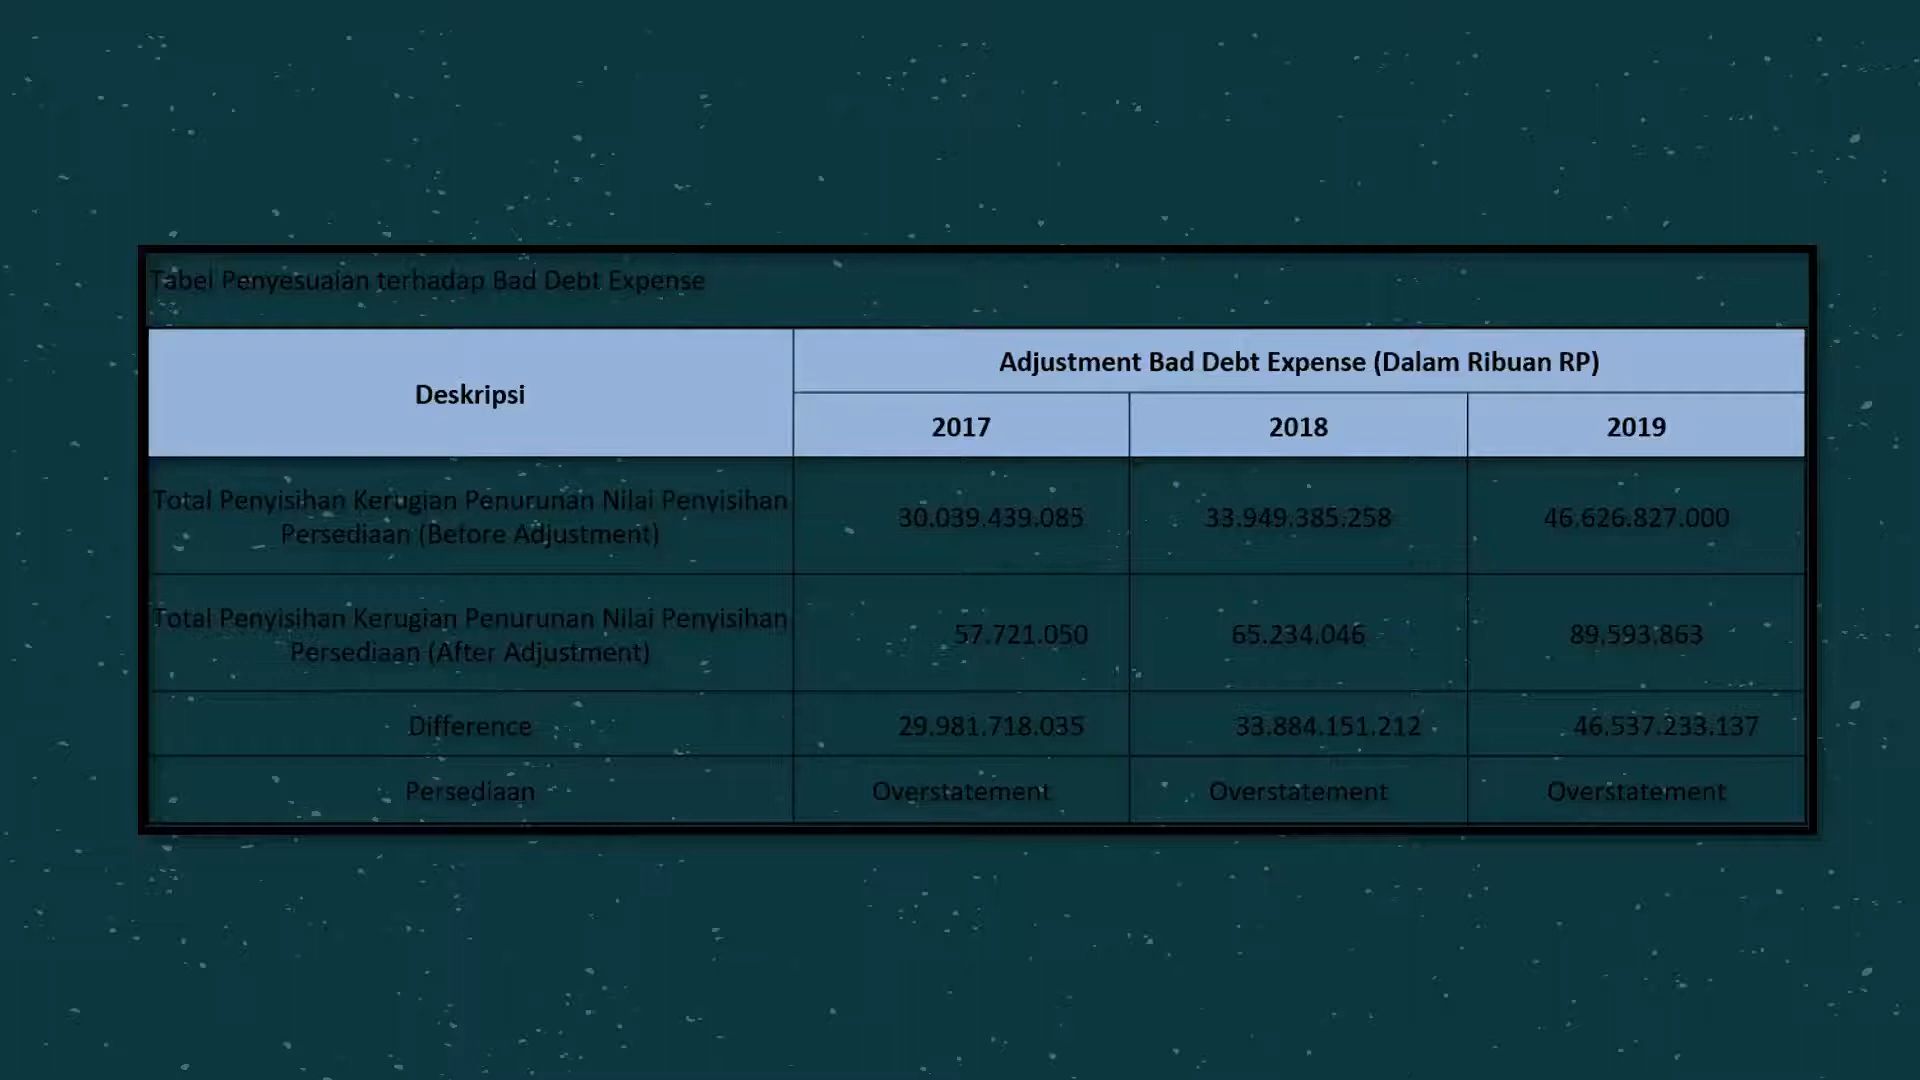 Tabel Penyesuaian terhadap Bad Debt Expense
Deskripsi
Adjustment Bad Debt Expense (Dalam Ribuan RP)
2017 2018 2019
Total Penyisihan Kerugian Penurunan Nilai Penyisihan
Persediaan (Before Adjustment)
30.039.439.085 33.949.385.258 46.626.827.000
Total Penyisihan Kerugian Penurunan Nilai Penyisihan
Persediaan (After Adjustment)
57.721.050 65.234.046 89.593.863
Difference 29.981.718.035 33.884.151.212 46.537.233.137
Persediaan Overstatement Overstatement Overstatement